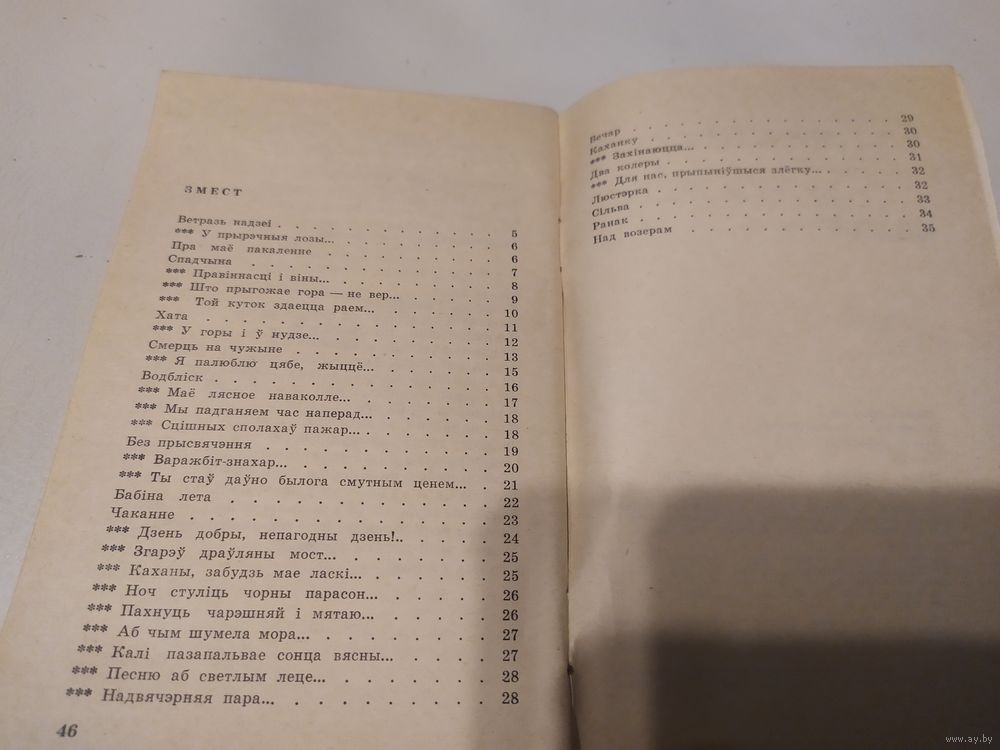 ЗМЕСТ
Ветразь надзеі . . . . . . . . . . 5
*** У прырэчныя лозы... . . . . . . . 6
Пра маё пакаленне . . . . . . . . 6
Спадчына . . . . . . . . . . . 7
*** Правіннасці і віны... . . . . . . . 8
*** Што прыгожае гора — не вер... . . . . 9
*** Той куток здаецца раем... . . . . . 10
Хата . . . . . . . . . . . . . 11
*** У горы і ў нудзе... . . . . . . . 12
Смерць на чужыне . . . . . . . . 13
*** Я палюблю цябе, жыццё... . . . . . 15
Водбліск . . . . . . . . . . . . 16
*** Маё лясное наваколле... . . . . . . 17
*** Мы падганяем час наперад... . . . . . 18
*** Сцішных сполахаў пажар... . . . . . . 18
Без прысвячэння . . . . . . . . . 19
*** Варажбіт-знахар... . . . . . . . . 20
*** Ты стаў даўно былога смутным ценем... . 21
Бабіна лета . . . . . . . . . . . 22
Чаканне . . . . . . . . . . . . 23
*** Дзень добры, непагодны дзень!.. . . . . 24
*** Згарэў драўляны мост... . . . . . . 25
*** Каханы, забудзь мае ласкі... . . . . . 25
*** Ноч стуліць чорны парасон... . . . . . 26
*** Пахнуць чарэшняй і мятаю... . . . . . 26
*** Аб чым шумела мора... . . . . . . . 27
*** Калі пазапальвае сонца вясны... . . . . 27
*** Песню аб светлым леце... . . . . . . 28
*** Надвячэрняя пара... . . . . . . . . 28
46
Вечар . . . . . . . . . . . . 29
Каханку . . . . . . . . . . . 30
*** Захінаюцца... . . . . . . . . . 30
Два колеры . . . . . . . . . . 31
*** Для нас, прыпыніўшыся злёгку... . . . 32
Люстэрка . . . . . . . . . . . 32
Сільва . . . . . . . . . . . . 33
Ранак . . . . . . . . . . . . 34
Над возерам . . . . . . . . . . 35
www.ay.by